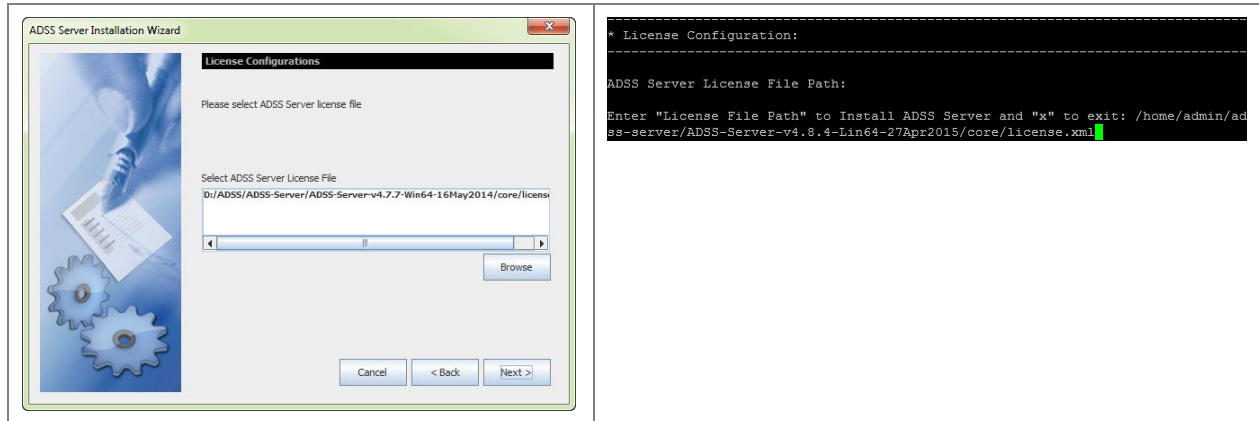 ADSS Server Installation Wizard
License Configurations
Please select ADSS Server license file
Select ADSS Server License File
D:/ADSS/ADSS-Server/ADSS-Server-v4.7.7-Win64-16May2014/core/licens
Browse
Cancel
< Back
Next >
--------------------------------------------------------------------------------
* License Configuration:
--------------------------------------------------------------------------------
ADSS Server License File Path:
Enter "License File Path" to Install ADSS Server and "x" to exit: /home/admin/ad
ss-server/ADSS-Server-v4.8.4-Lin64-27Apr2015/core/license.xml